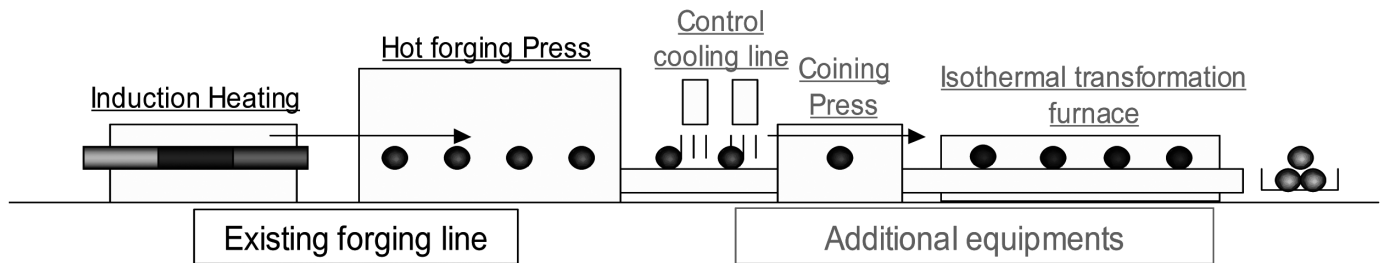 Induction Heating
Hot forging Press
Control
cooling line
Coining
Press
Isothermal transformation
furnace
Existing forging line
Additional equipments